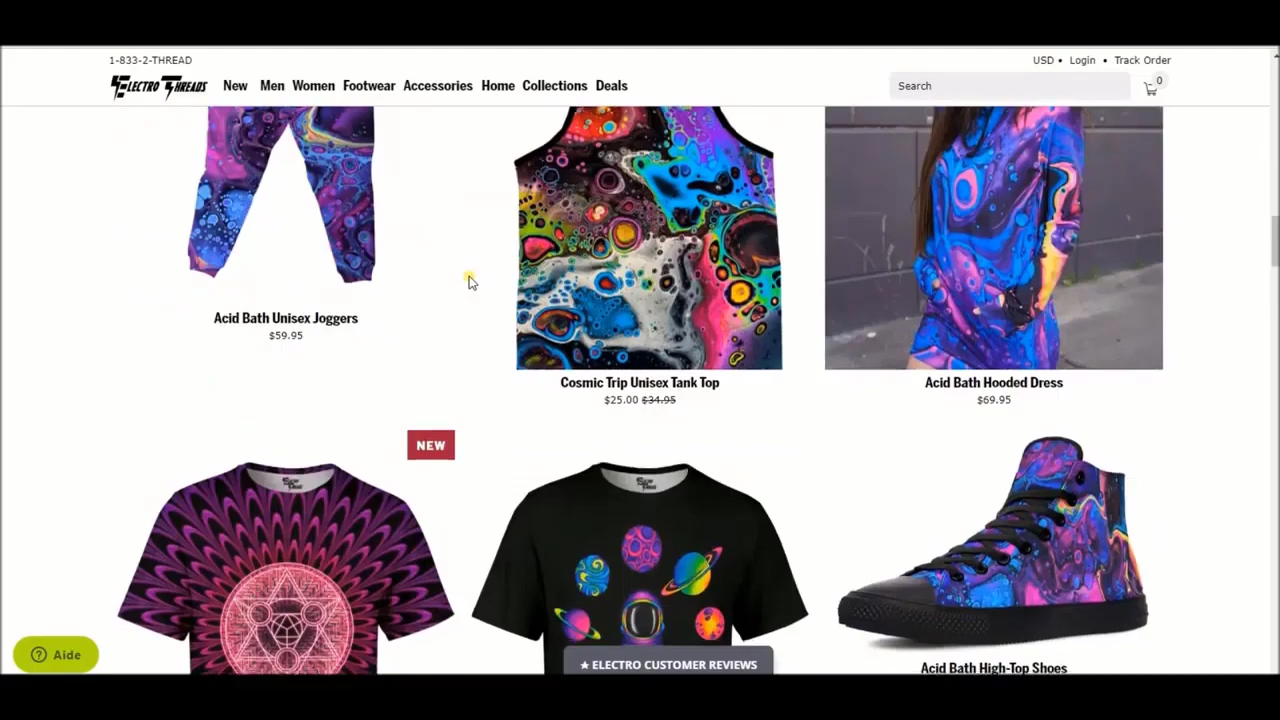 1-833-2-THREAD
USD • Login • Track Order
ELECTRO THREADS
New Men Women Footwear Accessories Home Collections Deals
Search
0
Acid Bath Unisex Joggers
$59.95
Cosmic Trip Unisex Tank Top
$25.00 $34.95
Acid Bath Hooded Dress
$69.95
NEW
Acid Bath High-Top Shoes
Aide
★ ELECTRO CUSTOMER REVIEWS